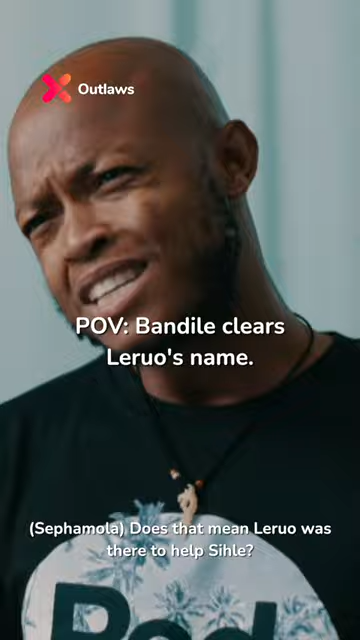 Outlaws
POV: Bandile clears
Leruo's name.
(Sephamola) Does that mean Leruo was
there to help Sihle?